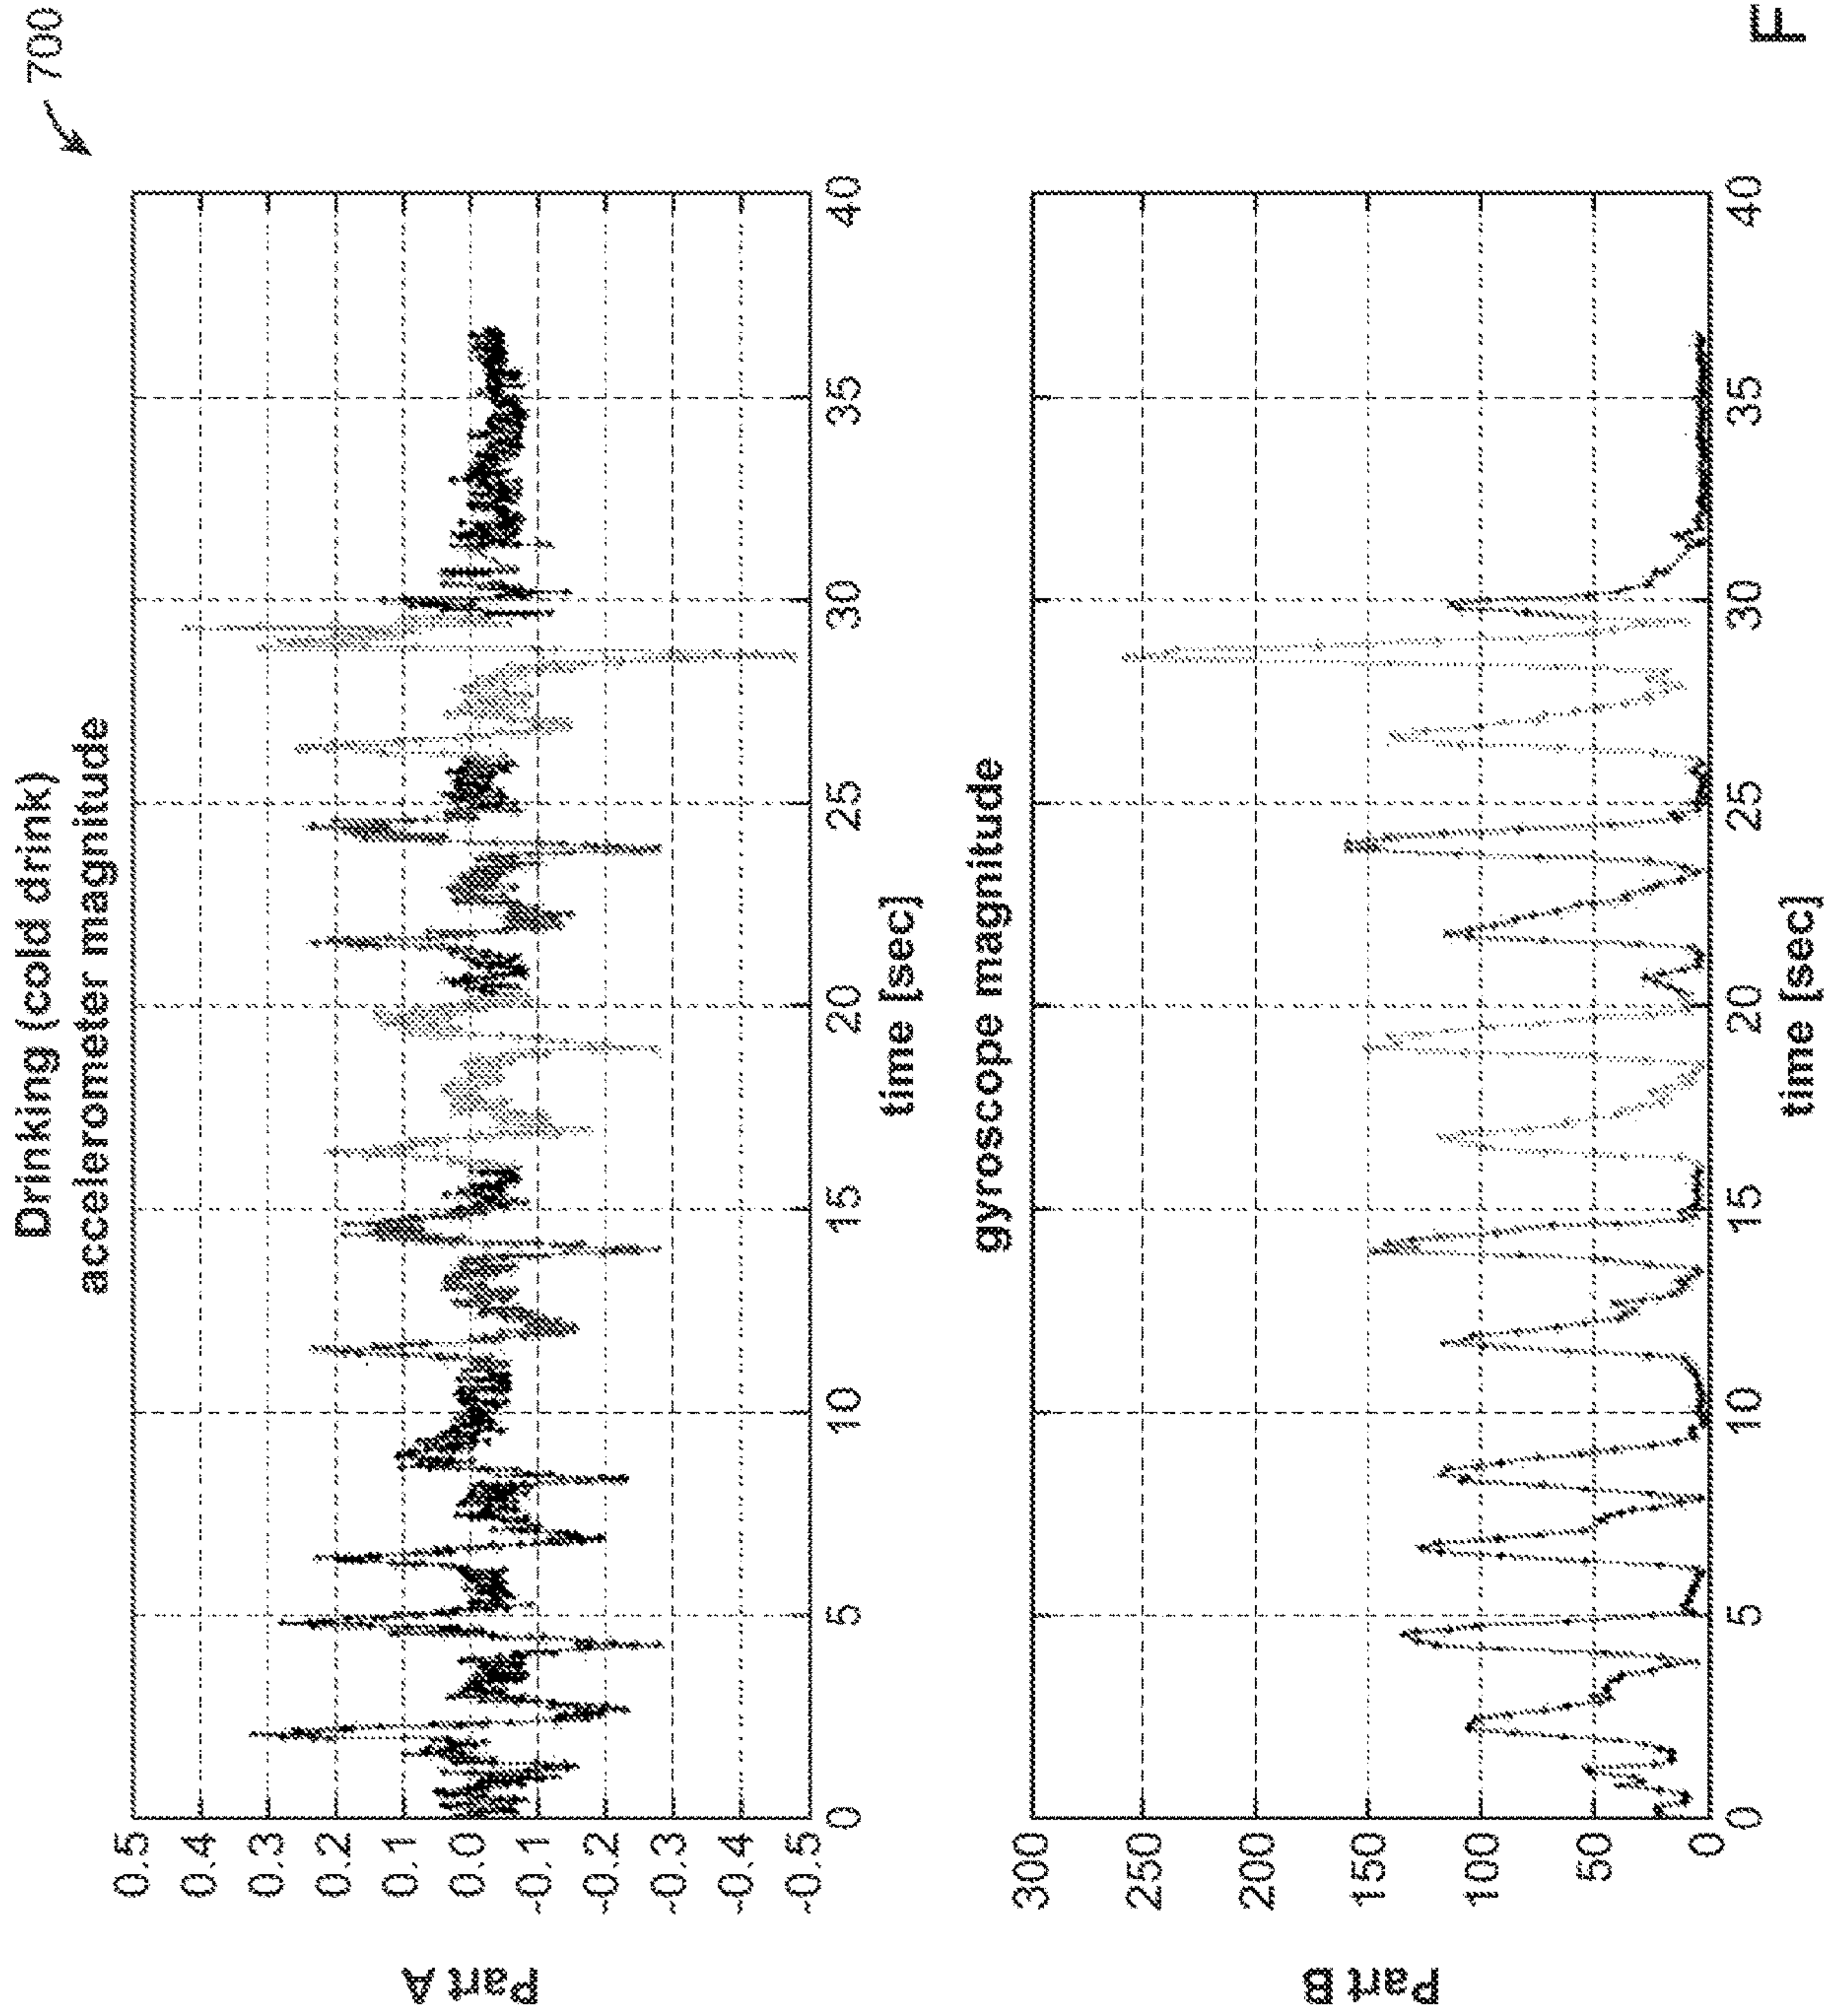 700
Drinking (cold drink)
accelerometer magnitude
Part A
0.5
0.4
0.3
0.2
0.1
0.0
-0.1
-0.2
-0.3
-0.4
-0.5
0 5 10 15 20 25 30 35 40
time [sec]
gyroscope magnitude
Part B
300
250
200
150
100
50
0
0 5 10 15 20 25 30 35 40
time [sec]
F